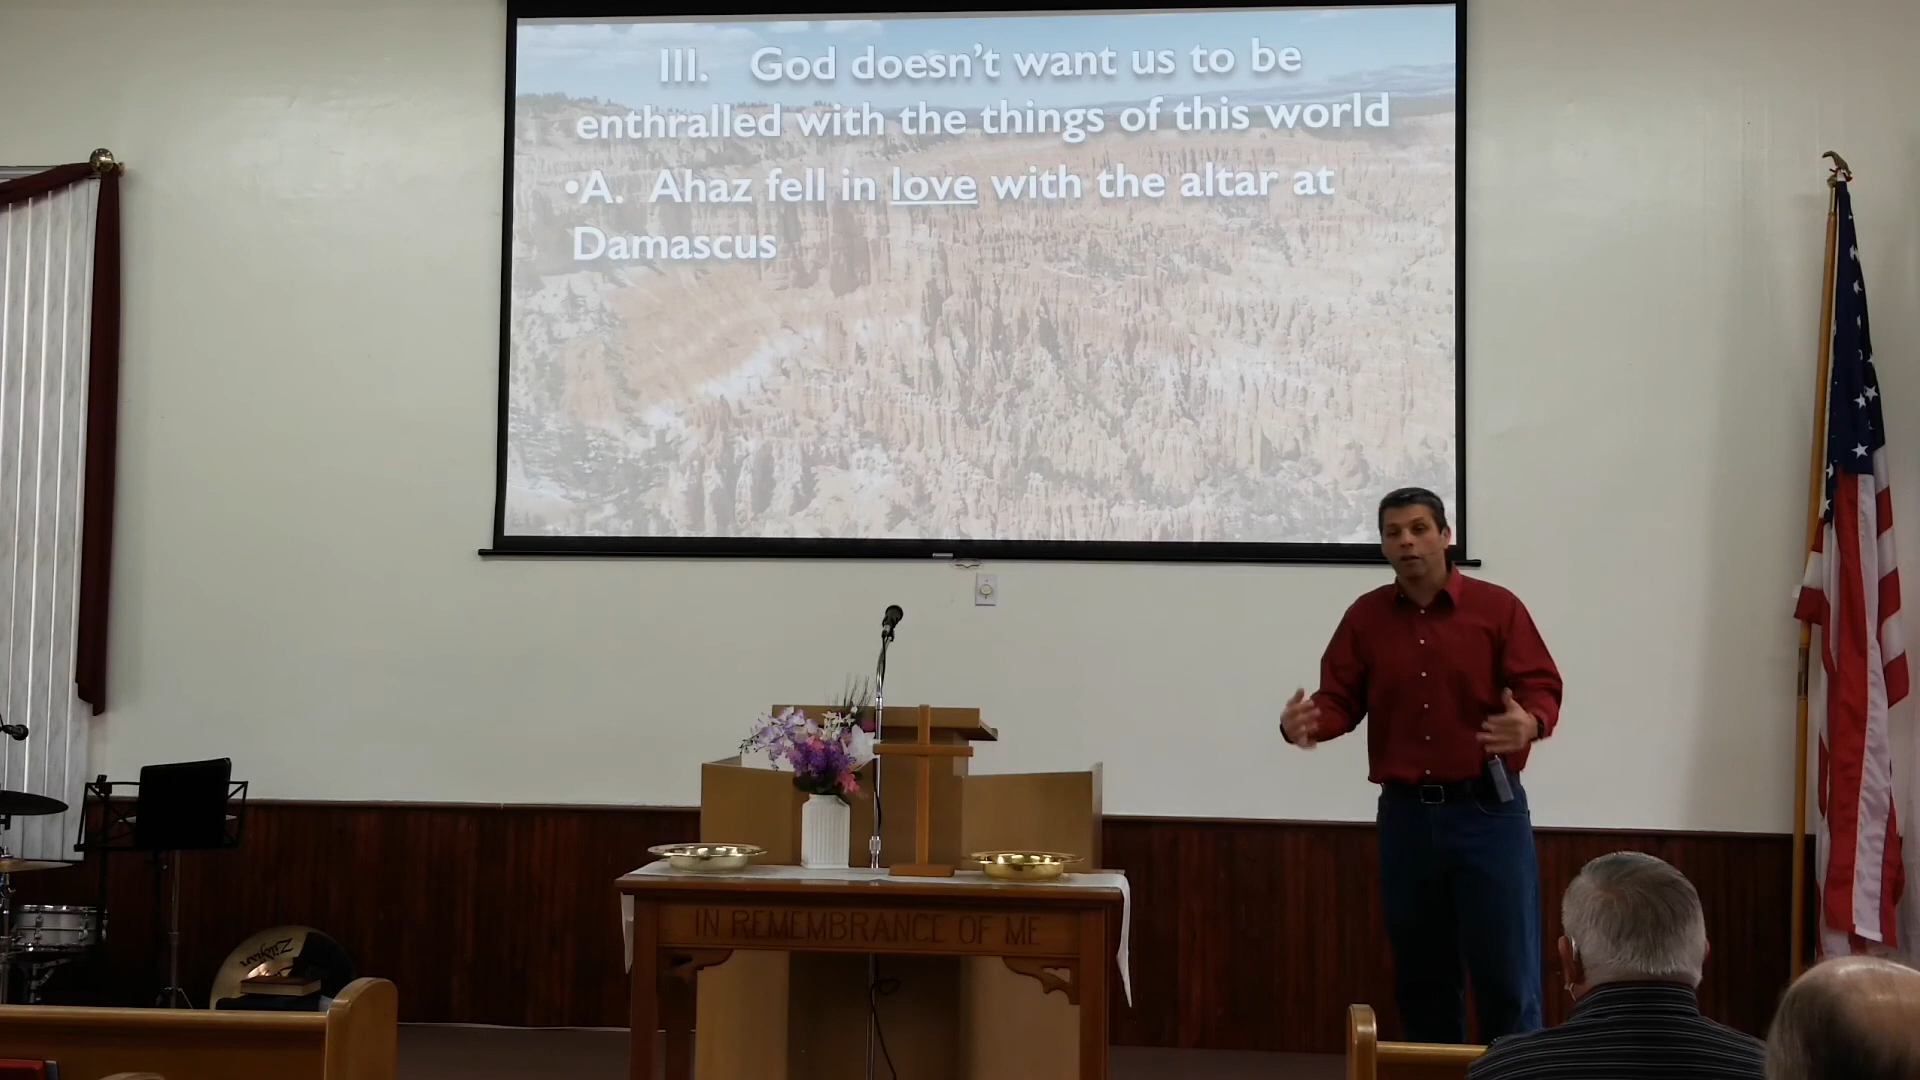 III. God doesn't want us to be
enthralled with the things of this world
•A. Ahaz fell in love with the altar at
Damascus
IN REMEMBRANCE OF ME
Zildjian